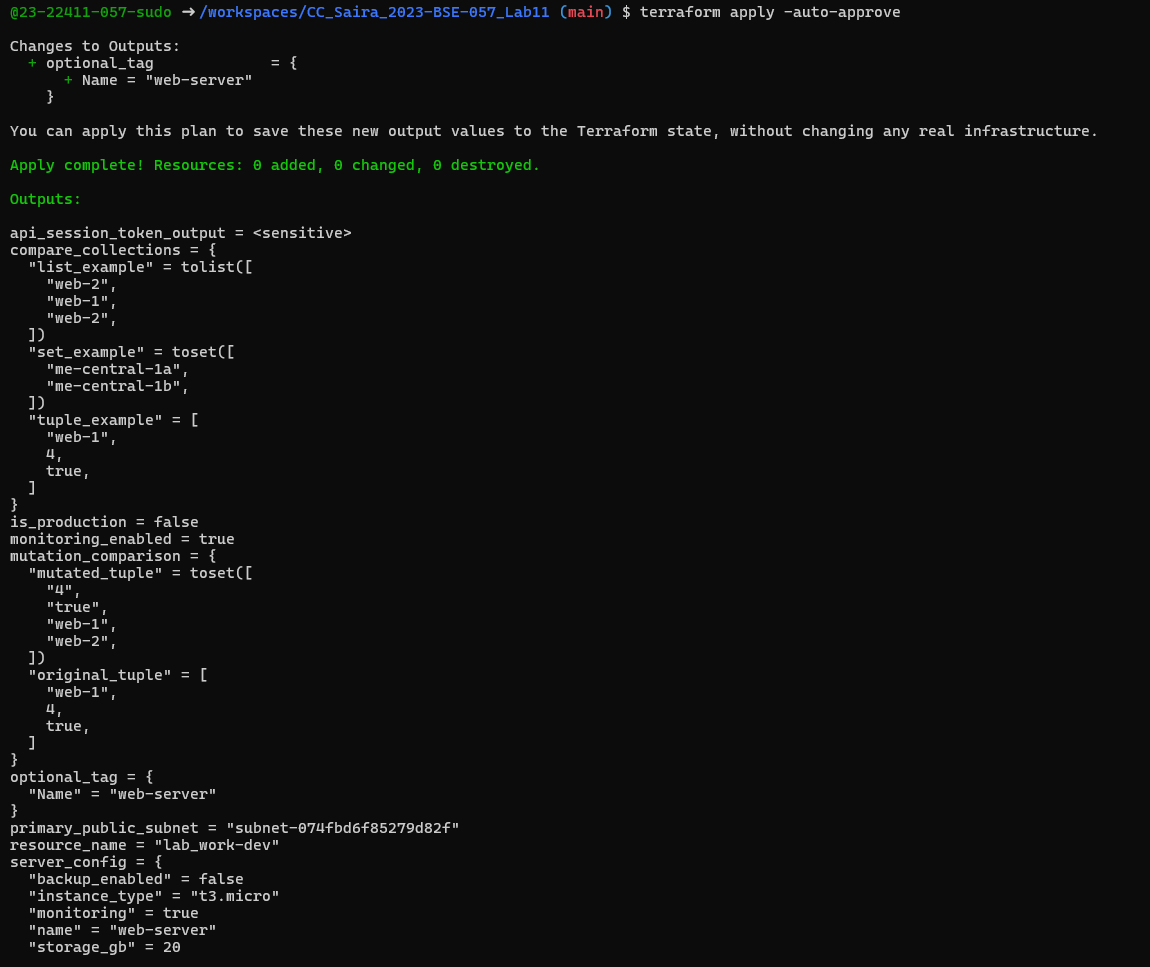 @23-22411-057-sudo ➜ /workspaces/CC_Saira_2023-BSE-057_Lab11 (main) $ terraform apply -auto-approve

Changes to Outputs:
  + optional_tag             = {
      + Name = "web-server"
    }

You can apply this plan to save these new output values to the Terraform state, without changing any real infrastructure.

Apply complete! Resources: 0 added, 0 changed, 0 destroyed.

Outputs:

api_session_token_output = <sensitive>
compare_collections = {
  "list_example" = tolist([
    "web-2",
    "web-1",
    "web-2",
  ])
  "set_example" = toset([
    "me-central-1a",
    "me-central-1b",
  ])
  "tuple_example" = [
    "web-1",
    4,
    true,
  ]
}
is_production = false
monitoring_enabled = true
mutation_comparison = {
  "mutated_tuple" = toset([
    "4",
    "true",
    "web-1",
    "web-2",
  ])
  "original_tuple" = [
    "web-1",
    4,
    true,
  ]
}
optional_tag = {
  "Name" = "web-server"
}
primary_public_subnet = "subnet-074fbd6f85279d82f"
resource_name = "lab_work-dev"
server_config = {
  "backup_enabled" = false
  "instance_type" = "t3.micro"
  "monitoring" = true
  "name" = "web-server"
  "storage_gb" = 20